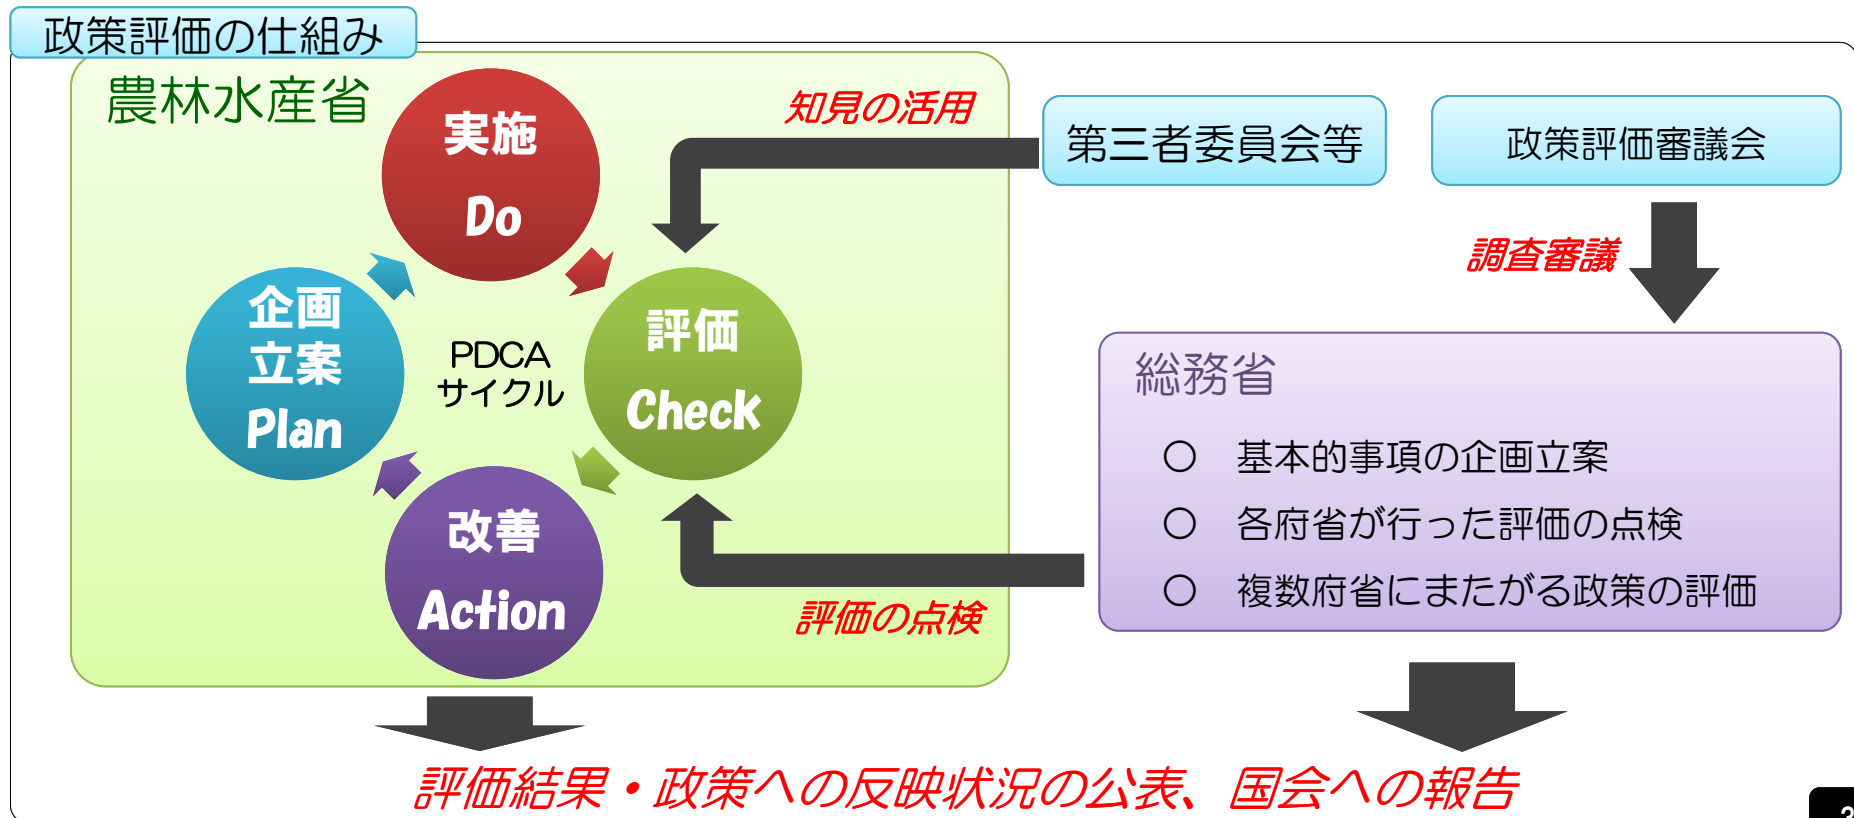 政策評価の仕組み
農林水産省
実施
Do
知見の活用
第三者委員会等
政策評価審議会
調査審議
企画
立案
Plan
PDCA
サイクル
評価
Check
改善
Action
評価の点検
総務省
○ 基本的事項の企画立案
○ 各府省が行った評価の点検
○ 複数府省にまたがる政策の評価
評価結果・政策への反映状況の公表、国会への報告